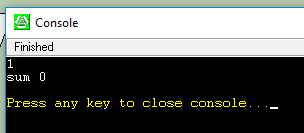 Console
Finished
1
sum 0
Press any key to close console..._